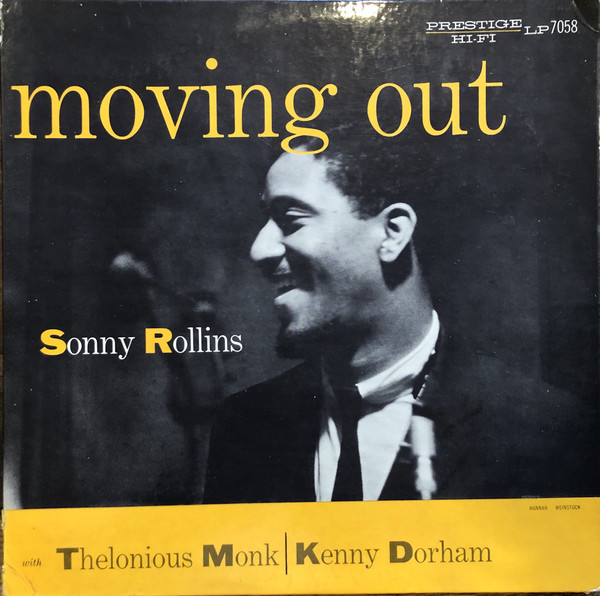 PRESTIGE LP 7058
HI-FI
moving out
Sonny Rollins
HANNAH WEINSTOCK
with Thelonious Monk | Kenny Dorham